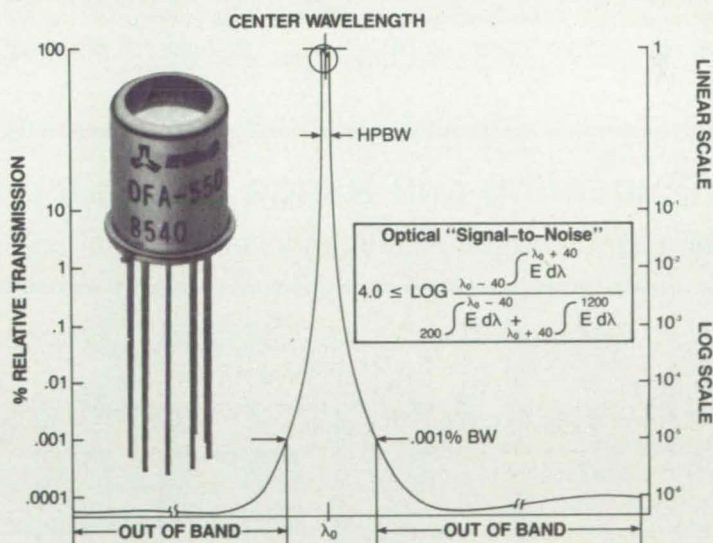 CENTER WAVELENGTH
100
1
LINEAR SCALE
HPBW
% RELATIVE TRANSMISSION
OFA-550
8540
10
10⁻¹
Optical "Signal-to-Noise"
λ₀ + 40
λ₀ - 40 ∫ E dλ
4.0 ≤ LOG
λ₀ - 40 1200
200 ∫ E dλ + λ₀ + 40 ∫ E dλ
1
10⁻²
.1
10⁻³
LOG SCALE
.01
10⁻⁴
.001
.001% BW
10⁻⁵
.0001
10⁻⁶
OUT OF BAND
λ₀
OUT OF BAND